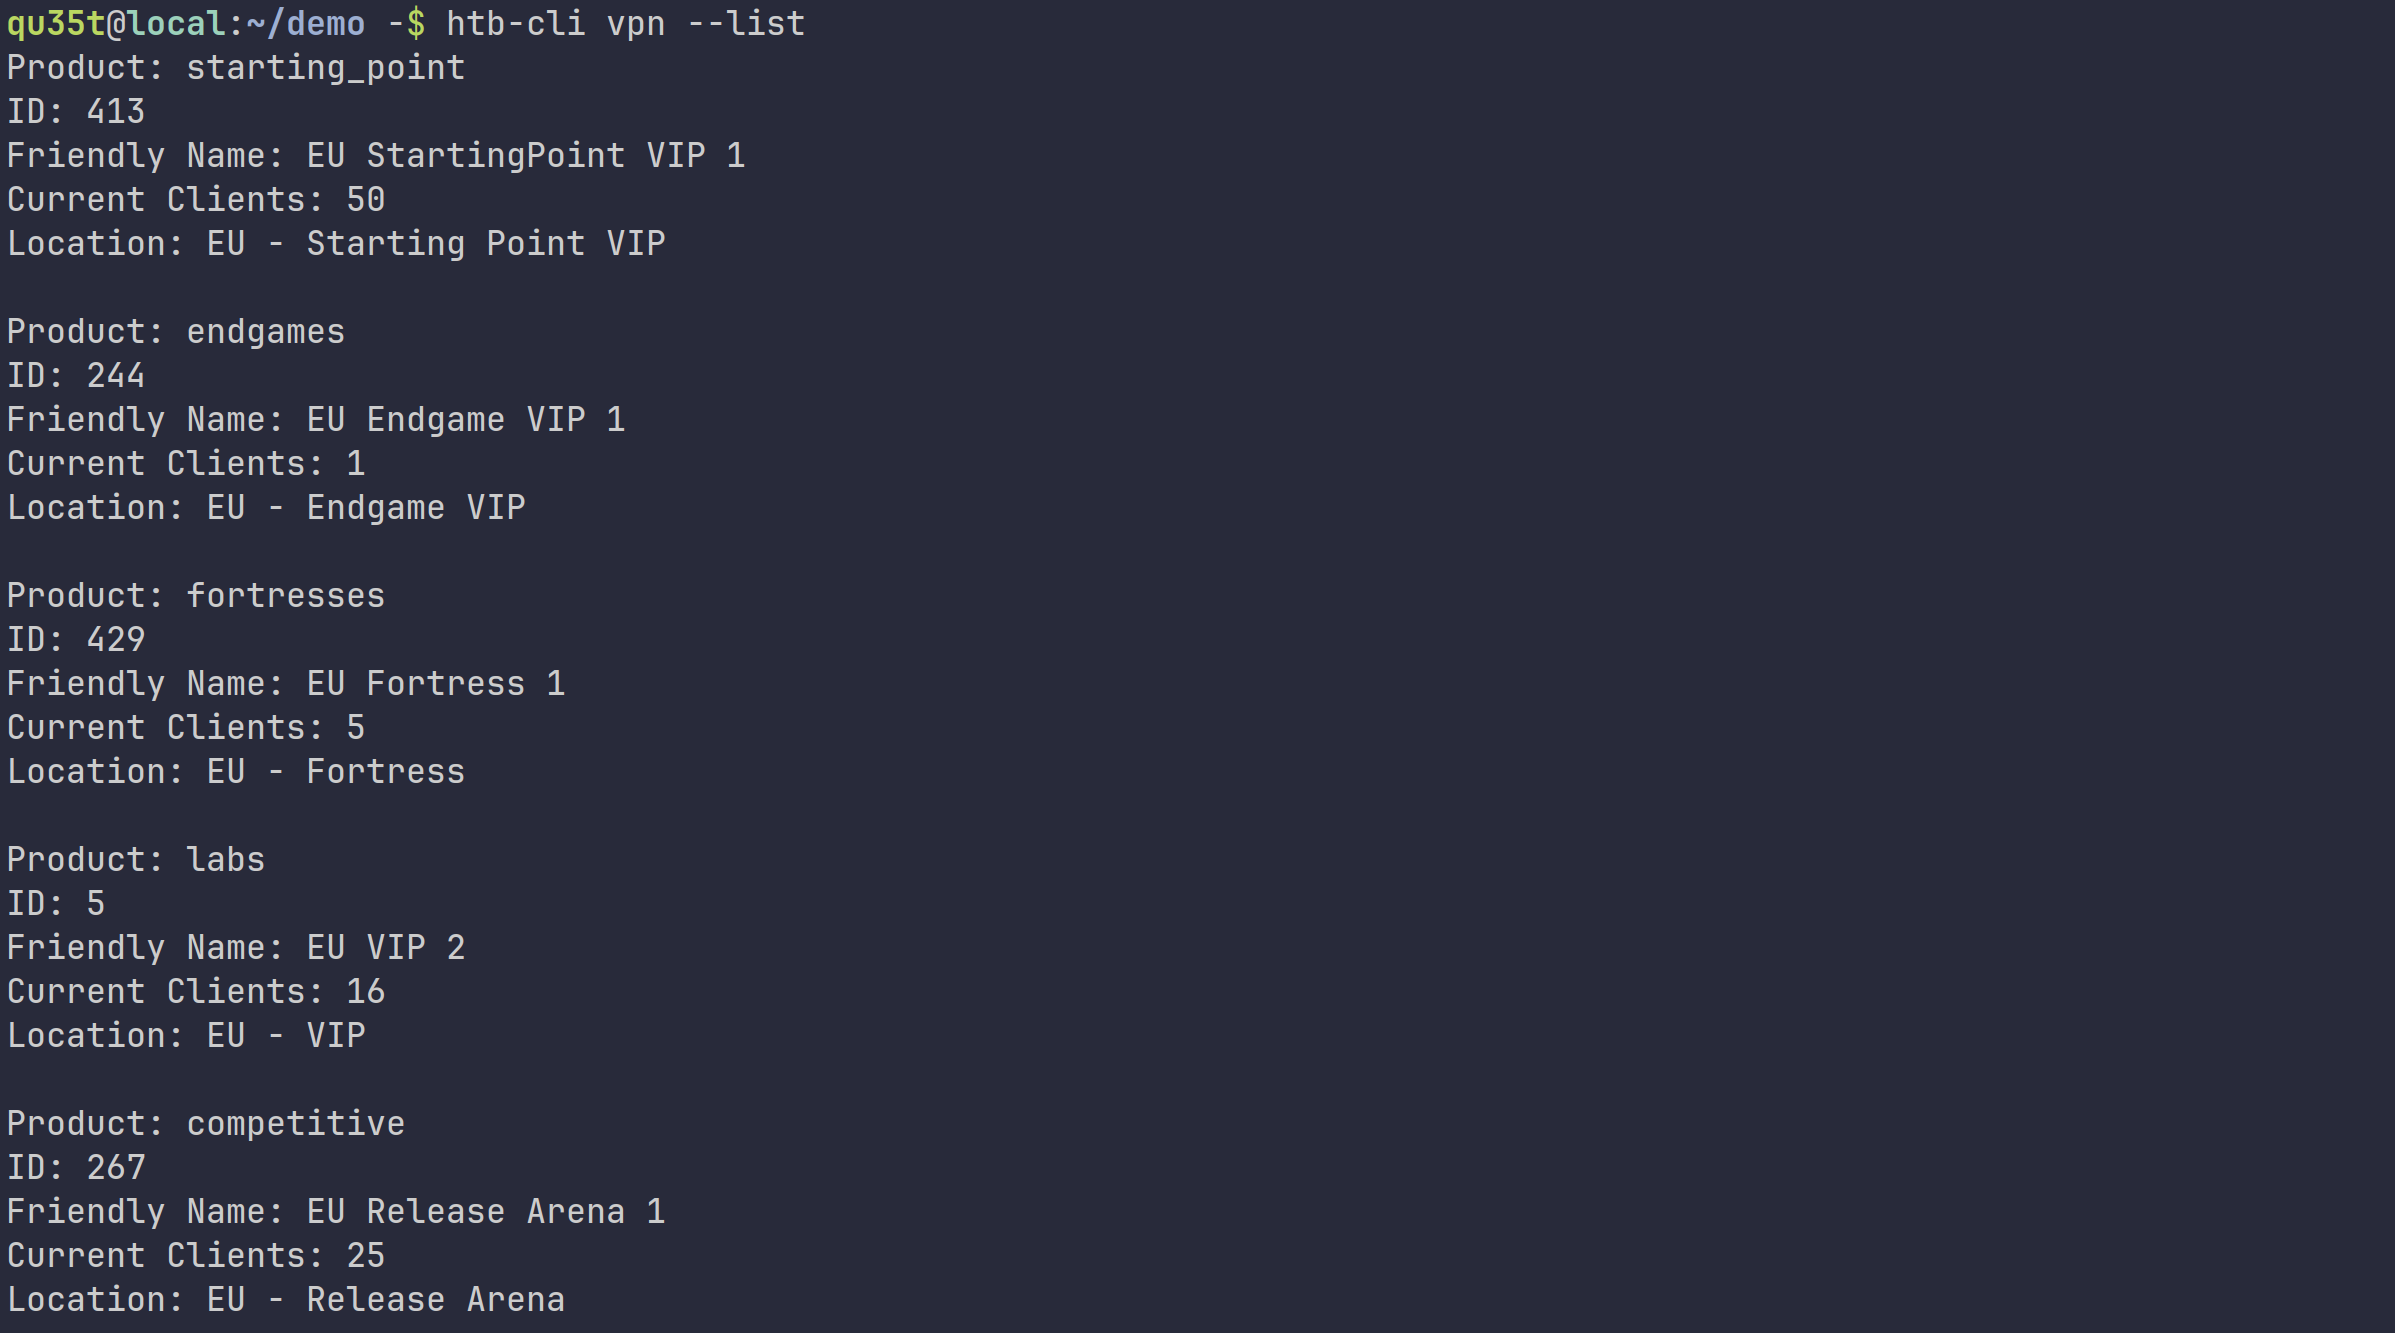 qu35t@local:~/demo -$ htb-cli vpn --list
Product: starting_point
ID: 413
Friendly Name: EU StartingPoint VIP 1
Current Clients: 50
Location: EU - Starting Point VIP

Product: endgames
ID: 244
Friendly Name: EU Endgame VIP 1
Current Clients: 1
Location: EU - Endgame VIP

Product: fortresses
ID: 429
Friendly Name: EU Fortress 1
Current Clients: 5
Location: EU - Fortress

Product: labs
ID: 5
Friendly Name: EU VIP 2
Current Clients: 16
Location: EU - VIP

Product: competitive
ID: 267
Friendly Name: EU Release Arena 1
Current Clients: 25
Location: EU - Release Arena